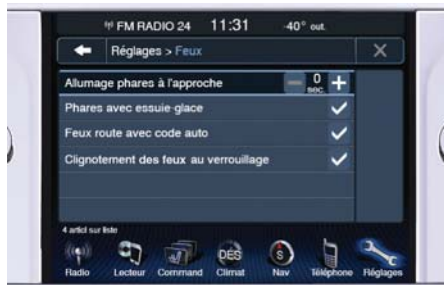 FM RADIO 24 11:31 -40° out.
Réglages > Feux
Allumage phares à l'approche 0 sec.
Phares avec essuie-glace
Feux route avec code auto
Clignotement des feux au verrouillage
4 articl sur liste
Radio Lecteur Command Climat Nav Téléphone Réglages
DÉS
S